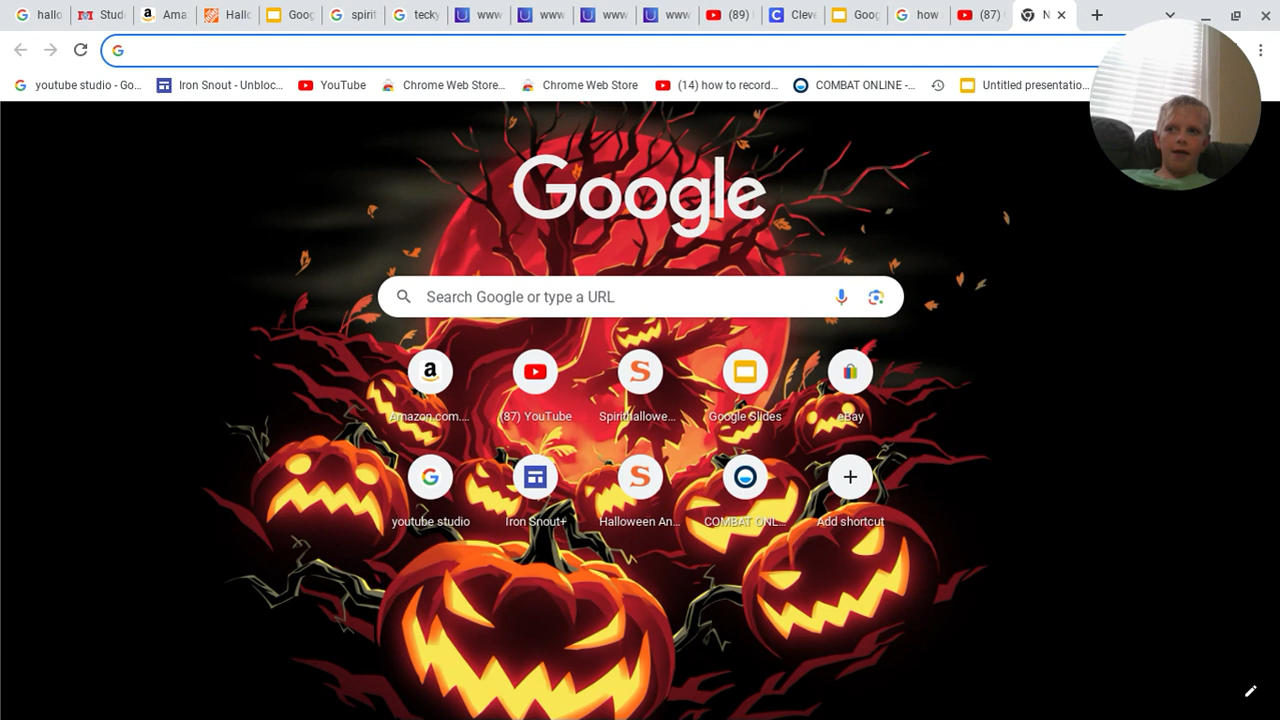 hallo
Stud
Ama
Hallo
Goog
spirit
tecky
www
www
www
www
(89)
Cleve
Goog
how
(87)
N
youtube studio - Go...
Iron Snout - Unbloc...
YouTube
Chrome Web Store...
Chrome Web Store
(14) how to record...
COMBAT ONLINE -...
Untitled presentatio...
Google
Search Google or type a URL
Amazon.com....
(87) YouTube
Spirithallowe...
Google Slides
eBay
youtube studio
Iron Snout+
Halloween An...
COMBAT ONL...
Add shortcut